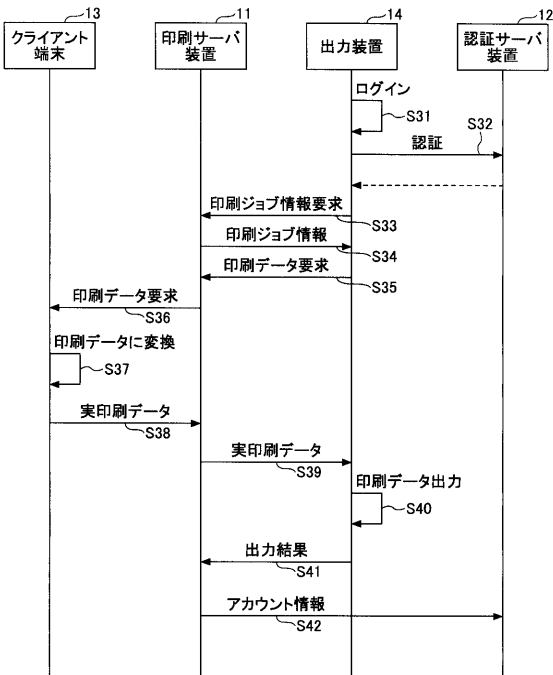 13
クライアント
端末
11
印刷サーバ
装置
14
出力装置
12
認証サーバ
装置
ログイン
S31
認証
S32
印刷ジョブ情報要求
S33
印刷ジョブ情報
S34
印刷データ要求
S35
印刷データ要求
S36
印刷データに変換
S37
実印刷データ
S38
実印刷データ
S39
印刷データ出力
S40
出力結果
S41
アカウント情報
S42